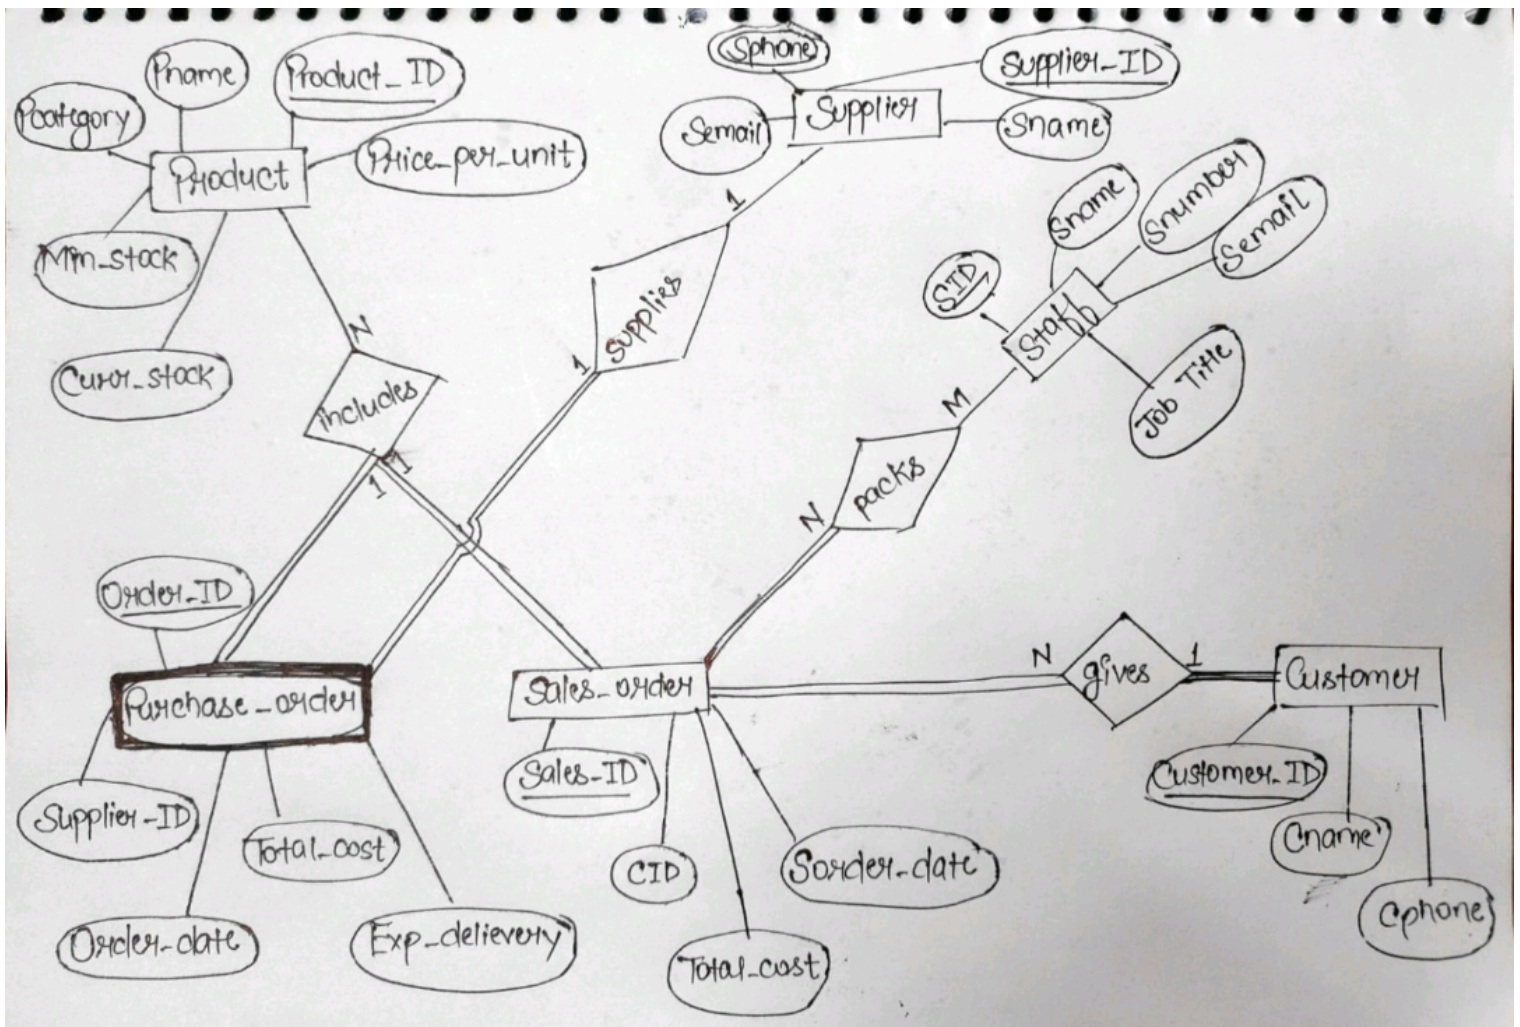 Pname
Product_ID
Pcategory
Price_per_unit
Product
Min_stock
Curr_stock
N
includes
1
1
Sphone
Supplier_ID
Semail
Supplier
Sname
1
Supplies
1
Sname
Snumber
Semail
SID
Staff
Job Title
M
packs
N
Order_ID
Purchase_order
Supplier_ID
Total_cost
Order_date
Exp_delievery
Sales_order
Sales_ID
CID
Sorder_date
Total_cost
N
gives
1
Customer
Customer_ID
Cname
Cphone